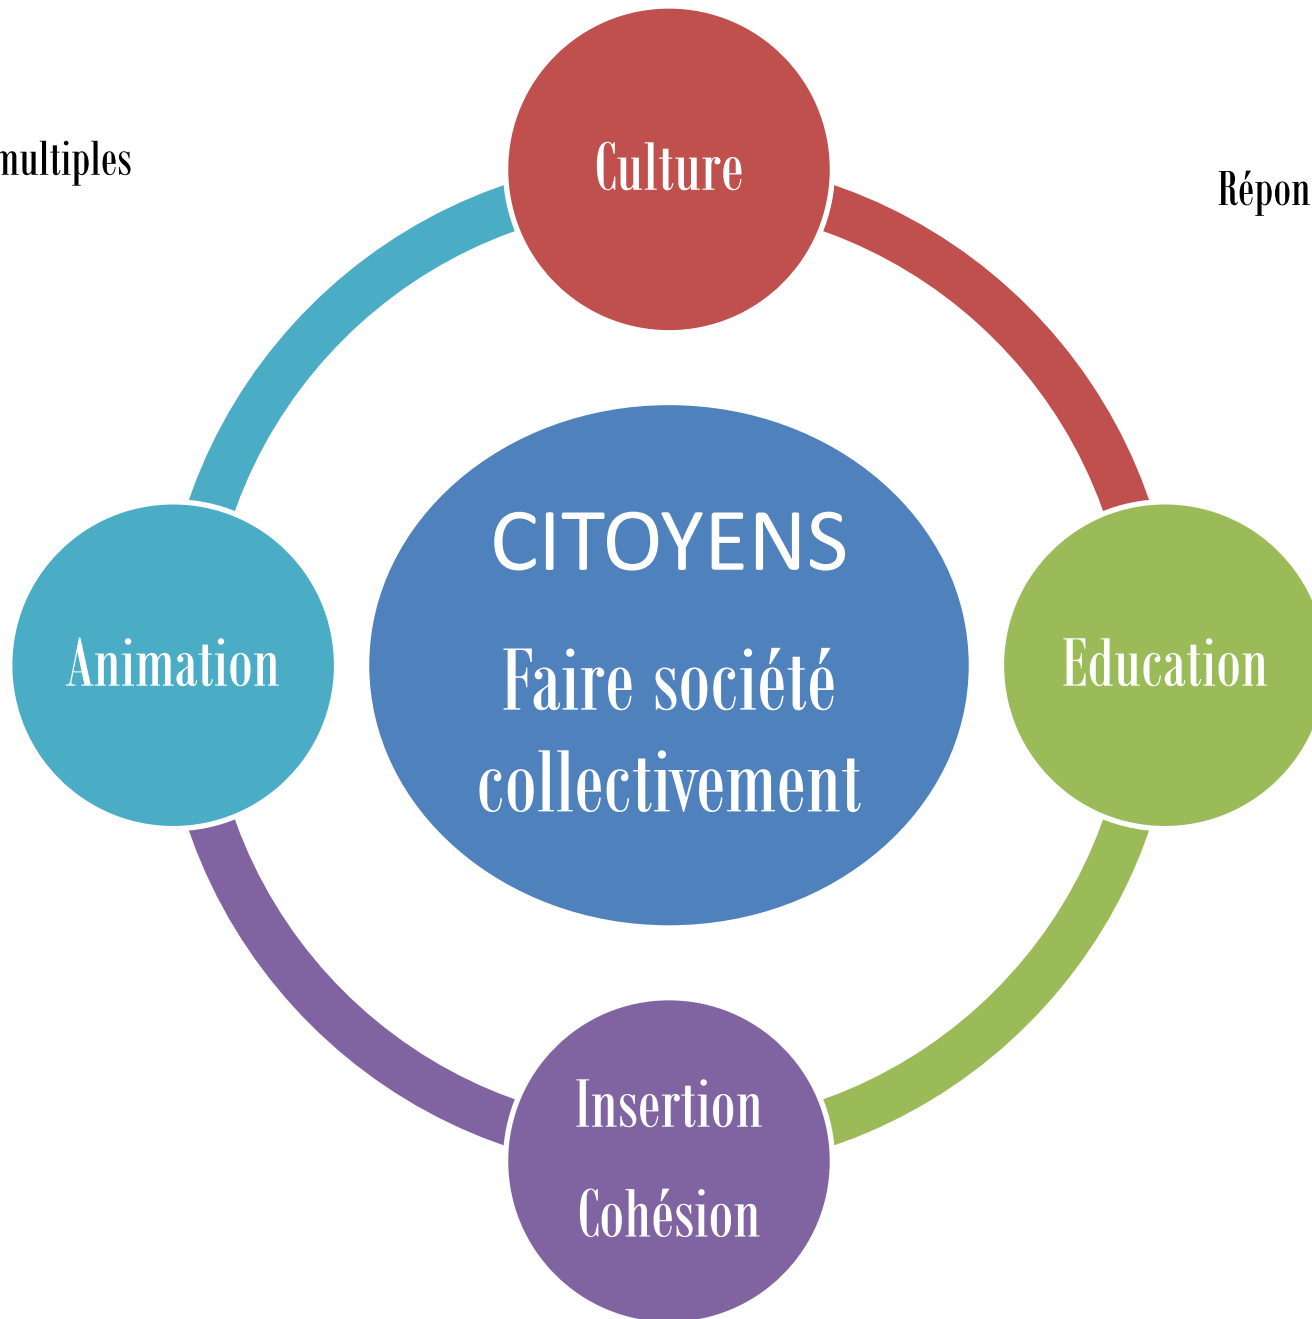 multiples
Culture
Répon
CITOYENS
Faire société
collectivement
Animation
Education
Insertion
Cohésion